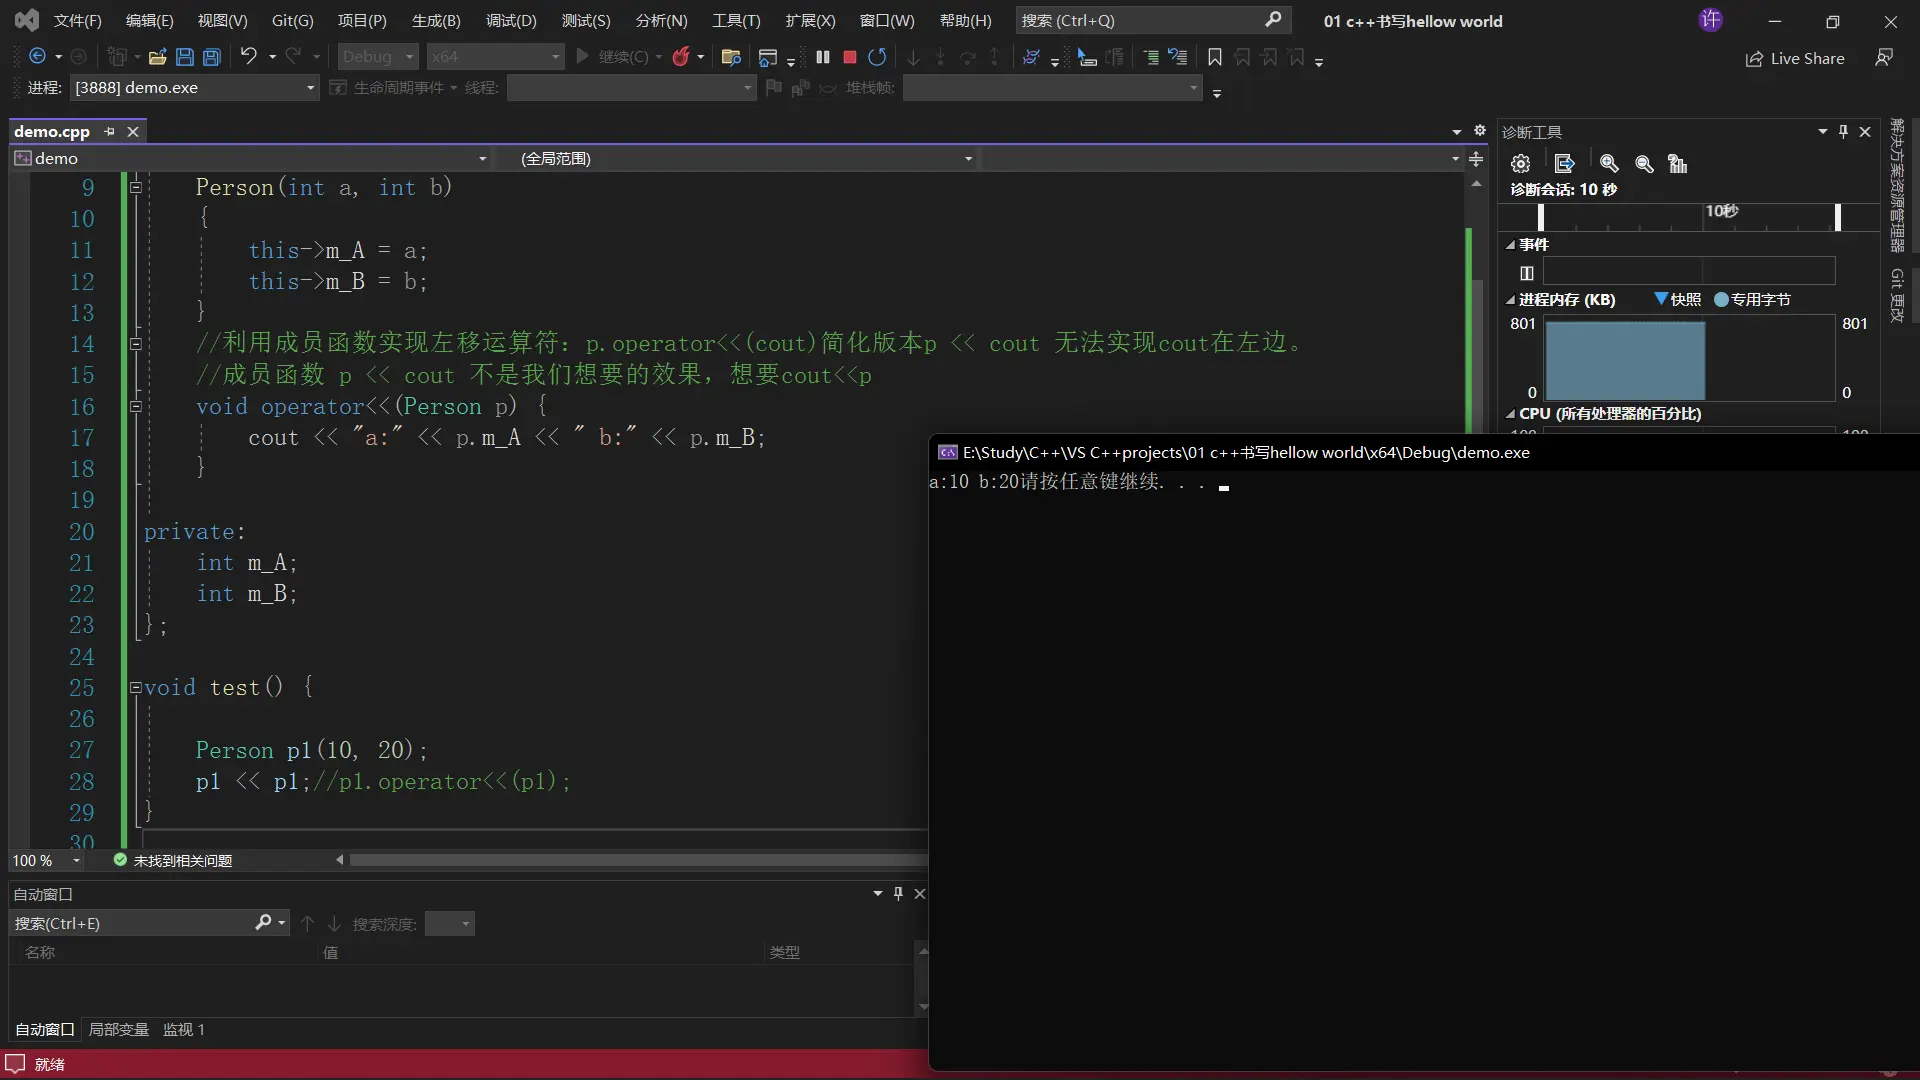 文件(F) 编辑(E) 视图(V) Git(G) 项目(P) 生成(B) 调试(D) 测试(S) 分析(N) 工具(T) 扩展(X) 窗口(W) 帮助(H) 搜索 (Ctrl+Q) 01 c++书写hellow world 许
Debug x64 继续(C) Live Share
进程: [3888] demo.exe 生命周期事件 线程: 堆栈帧:
demo.cpp
demo (全局范围)
9 Person(int a, int b)
10 {
11 this->m_A = a;
12 this->m_B = b;
13 }
14 //利用成员函数实现左移运算符：p.operator<<(cout)简化版本p << cout 无法实现cout在左边。
15 //成员函数 p << cout 不是我们想要的效果，想要cout<<p
16 void operator<<(Person p) {
17 cout << "a:" << p.m_A << " b:" << p.m_B;
18 }
19
20 private:
21 int m_A;
22 int m_B;
23 };
24
25 void test() {
26
27 Person p1(10, 20);
28 p1 << p1;//p1.operator<<(p1);
29 }
30
100 % 未找到相关问题
自动窗口
搜索(Ctrl+E) 搜索深度:
名称 值 类型
自动窗口 局部变量 监视 1
就绪
诊断工具
诊断会话: 10 秒
10秒
事件
进程内存 (KB) 快照 专用字节
801 801
0 0
CPU (所有处理器的百分比)
100 100
解决方案资源管理器
Git 更改
E:\Study\C++\VS C++projects\01 c++书写hellow world\x64\Debug\demo.exe
a:10 b:20请按任意键继续. . .